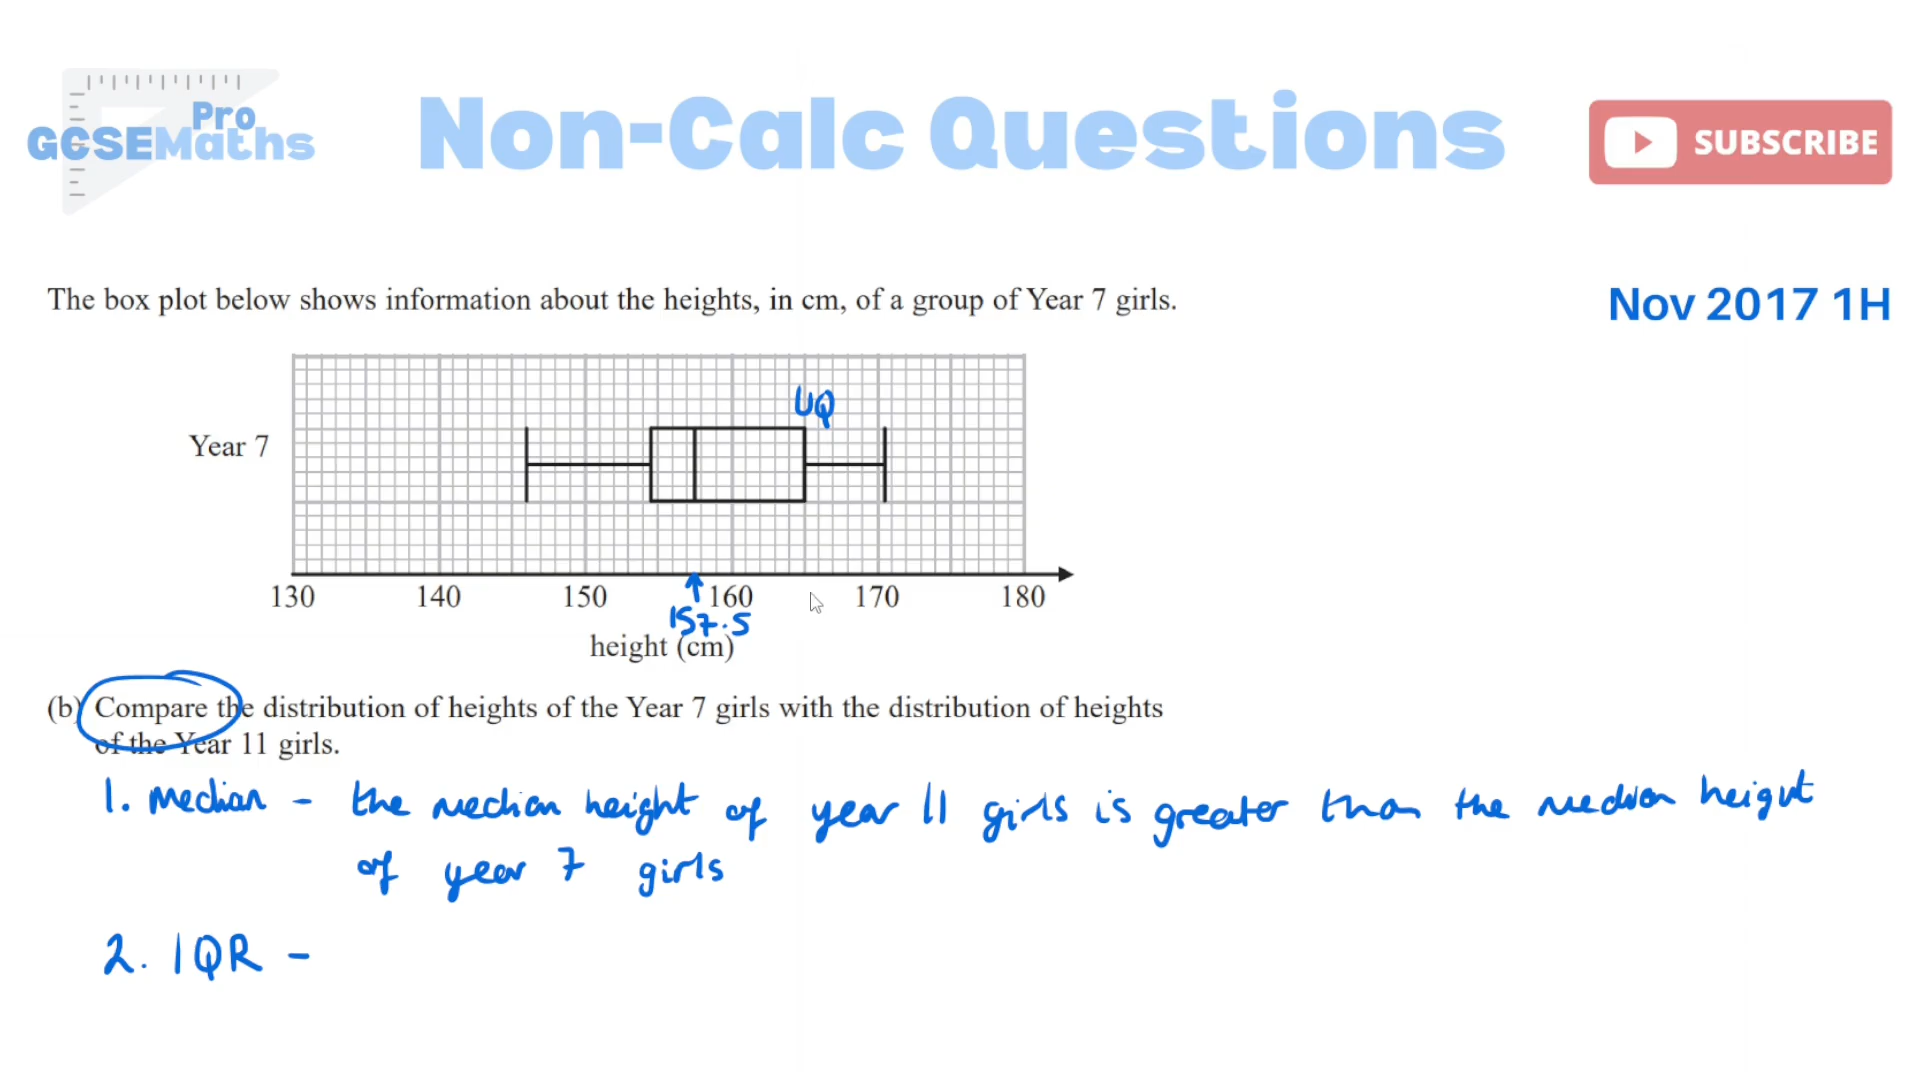 Pro
GCSEMaths
Non-Calc Questions
SUBSCRIBE
The box plot below shows information about the heights, in cm, of a group of Year 7 girls.
Nov 2017 1H
UQ
Year 7
130 140 150 160 170 180
157.5
height (cm)
(b) Compare the distribution of heights of the Year 7 girls with the distribution of heights
of the Year 11 girls.
1. Median - the median height of year 11 girls is greater than the median height
of year 7 girls
2. IQR -